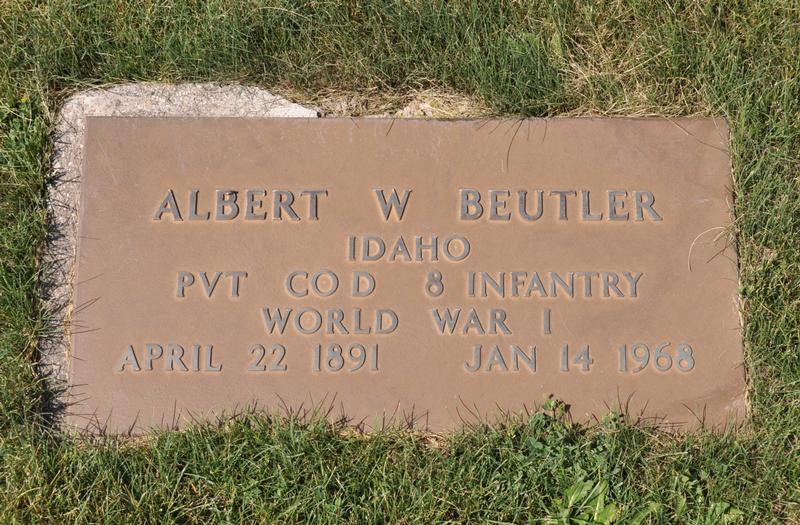 ALBERT W BEUTLER
IDAHO
PVT CO D 8 INFANTRY
WORLD WAR I
APRIL 22 1891 JAN 14 1968